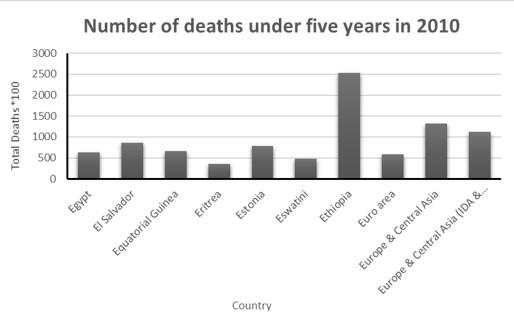 Number of deaths under five years in 2010
Total Deaths *100
3000
2500
2000
1500
1000
500
0
Egypt
El Salvador
Equatorial Guinea
Eritrea
Estonia
Eswatini
Ethiopia
Euro area
Europe & Central Asia
Europe & Central Asia (IDA &...
Country